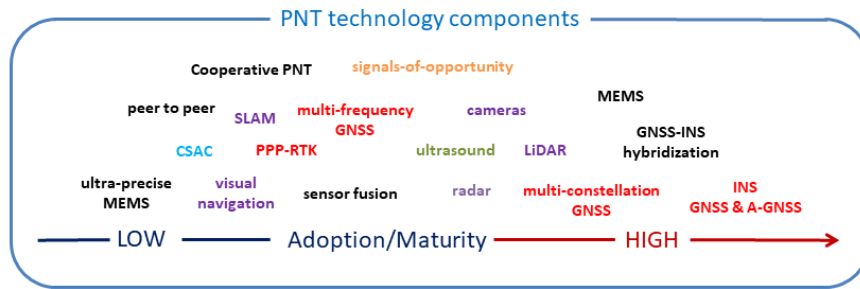 PNT technology components
Cooperative PNT
signals-of-opportunity
MEMS
peer to peer
SLAM
multi-frequency
GNSS
cameras
GNSS-INS
hybridization
CSAC
PPP-RTK
ultrasound
LiDAR
ultra-precise
MEMS
visual
navigation
sensor fusion
radar
multi-constellation
GNSS
INS
GNSS & A-GNSS
LOW
Adoption/Maturity
HIGH